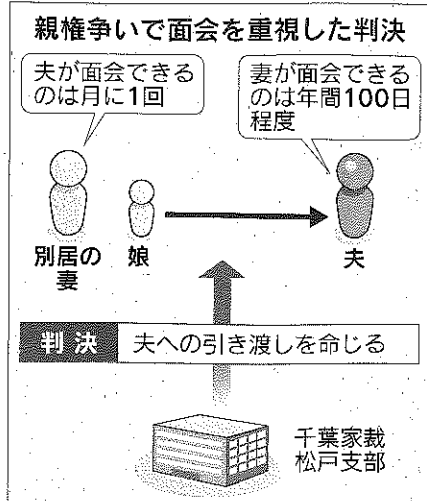 親権争いで面会を重視した判決
夫が面会できる
のは月に1回
妻が面会できる
のは年間100日
程度
別居の
妻
娘
夫
判決
夫への引き渡しを命じる
千葉家裁
松戸支部